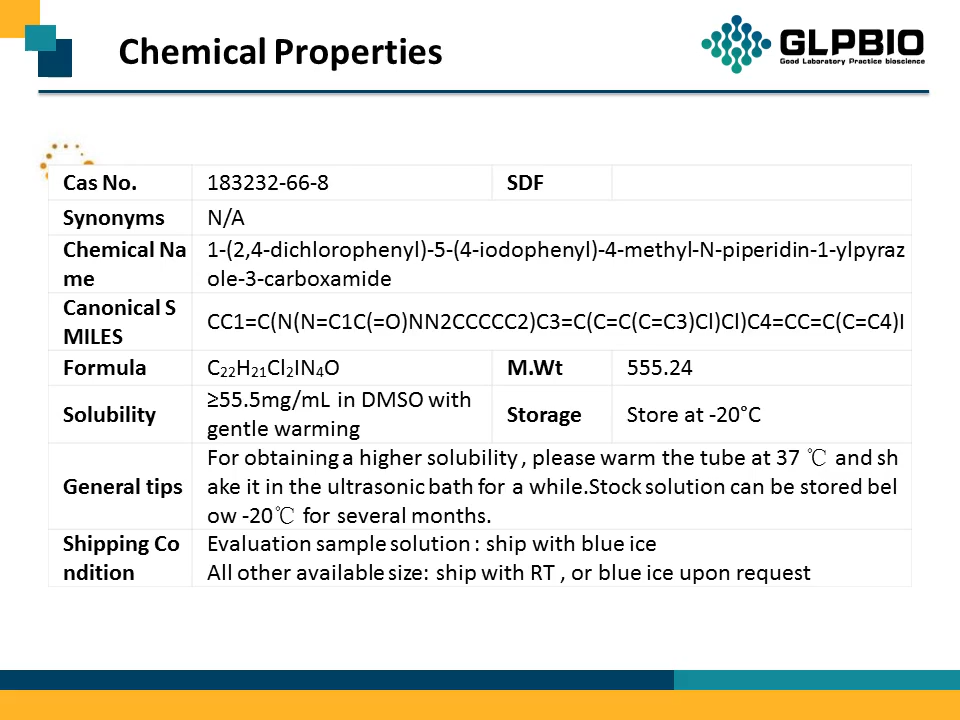 Chemical Properties
GLPBIO
Good Laboratory Practice bioscience
Cas No. 183232-66-8 SDF
Synonyms N/A
Chemical Na
me
1-(2,4-dichlorophenyl)-5-(4-iodophenyl)-4-methyl-N-piperidin-1-ylpyraz
ole-3-carboxamide
Canonical S
MILES
CC1=C(N(N=C1C(=O)NN2CCCCC2)C3=C(C=C(C=C3)Cl)Cl)C4=CC=C(C=C4)I
Formula C₂₂H₂₁Cl₂IN₄O M.Wt 555.24
Solubility
≥55.5mg/mL in DMSO with
gentle warming
Storage Store at -20°C
General tips
For obtaining a higher solubility , please warm the tube at 37 ℃ and sh
ake it in the ultrasonic bath for a while.Stock solution can be stored bel
ow -20℃ for several months.
Shipping Co
ndition
Evaluation sample solution : ship with blue ice
All other available size: ship with RT , or blue ice upon request